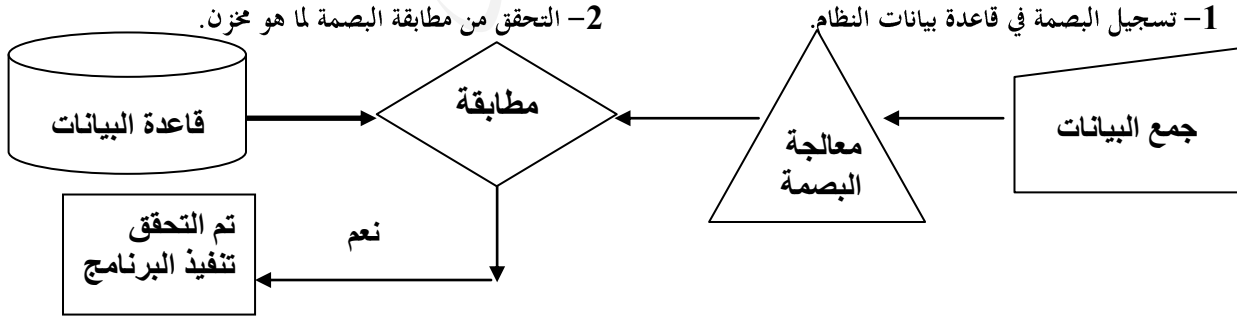 1- تسجيل البصمة في قاعدة بيانات النظام.
2- التحقق من مطابقة البصمة لما هو مخزن.
جمع البيانات
معالجة
البصمة
مطابقة
قاعدة البيانات
نعم
تم التحقق
تنفيذ البرنامج